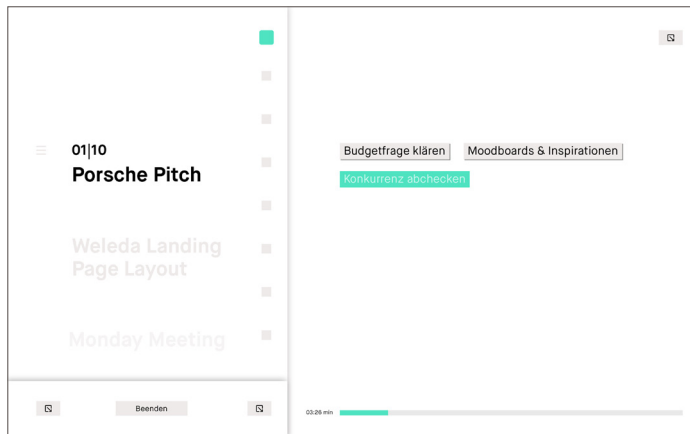 01|10
Porsche Pitch
Weleda Landing
Page Layout
Monday Meeting
Beenden
Budgetfrage klären
Moodboards & Inspirationen
Konkurrenz abchecken
03:26 min